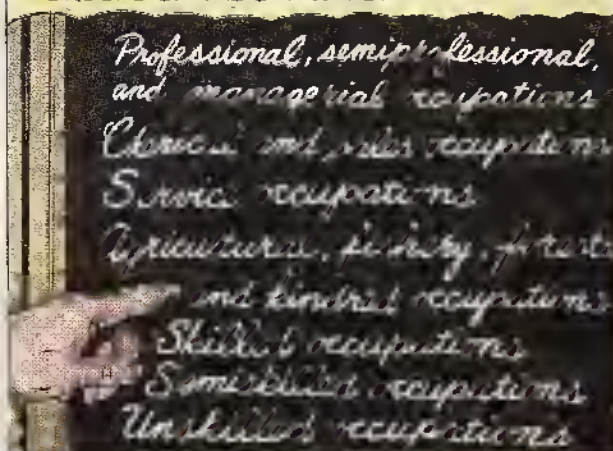 Professional, semiprofessional,
and managerial occupations
Clerical and sales occupations
Service occupations
Agricultural, fishery, forest
and kindred occupations
Skilled occupations
Semiskilled occupations
Unskilled occupations